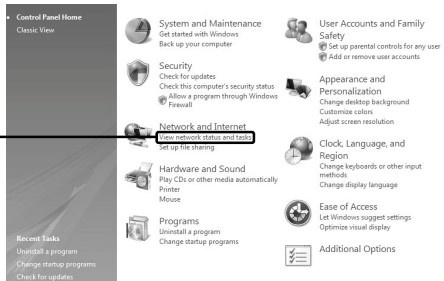 Control Panel Home
Classic View
Recent Tasks
Uninstall a program
Change startup programs
Check for updates
System and Maintenance
Get started with Windows
Back up your computer
Security
Check for updates
Check this computer's security status
Allow a program through Windows
Firewall
Network and Internet
View network status and tasks
Set up file sharing
Hardware and Sound
Play CDs or other media automatically
Printer
Mouse
Programs
Uninstall a program
Change startup programs
User Accounts and Family
Safety
Set up parental controls for any user
Add or remove user accounts
Appearance and
Personalization
Change desktop background
Customize colors
Adjust screen resolution
Clock, Language, and
Region
Change keyboards or other input
methods
Change display language
Ease of Access
Let Windows suggest settings
Optimize visual display
Additional Options